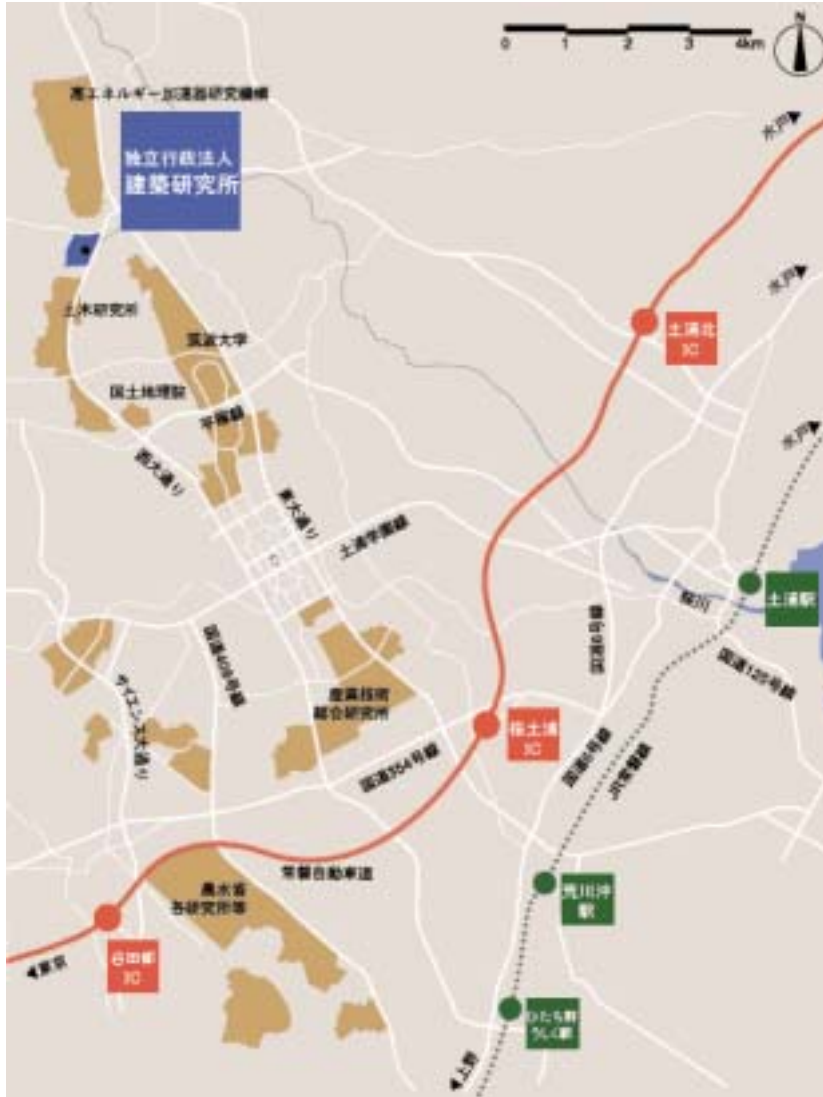 0 1 2 3 4km
N
高エネルギー加速器研究機構
独立行政法人
建築研究所
水戸
水戸
土浦北
IC
土木研究所
筑波大学
国土地理院
平塚線
水戸
西大通り
東大通り
土浦学園線
土浦駅
桜川
国道6号線
国道125号線
国道408号線
サイエンス大通り
産業技術
総合研究所
桜土浦
IC
国道354号線
国道6号線
JR常磐線
常磐自動車道
農水省
各研究所等
荒川沖
駅
谷田部
IC
東京
ひたち野
うしく駅
上野